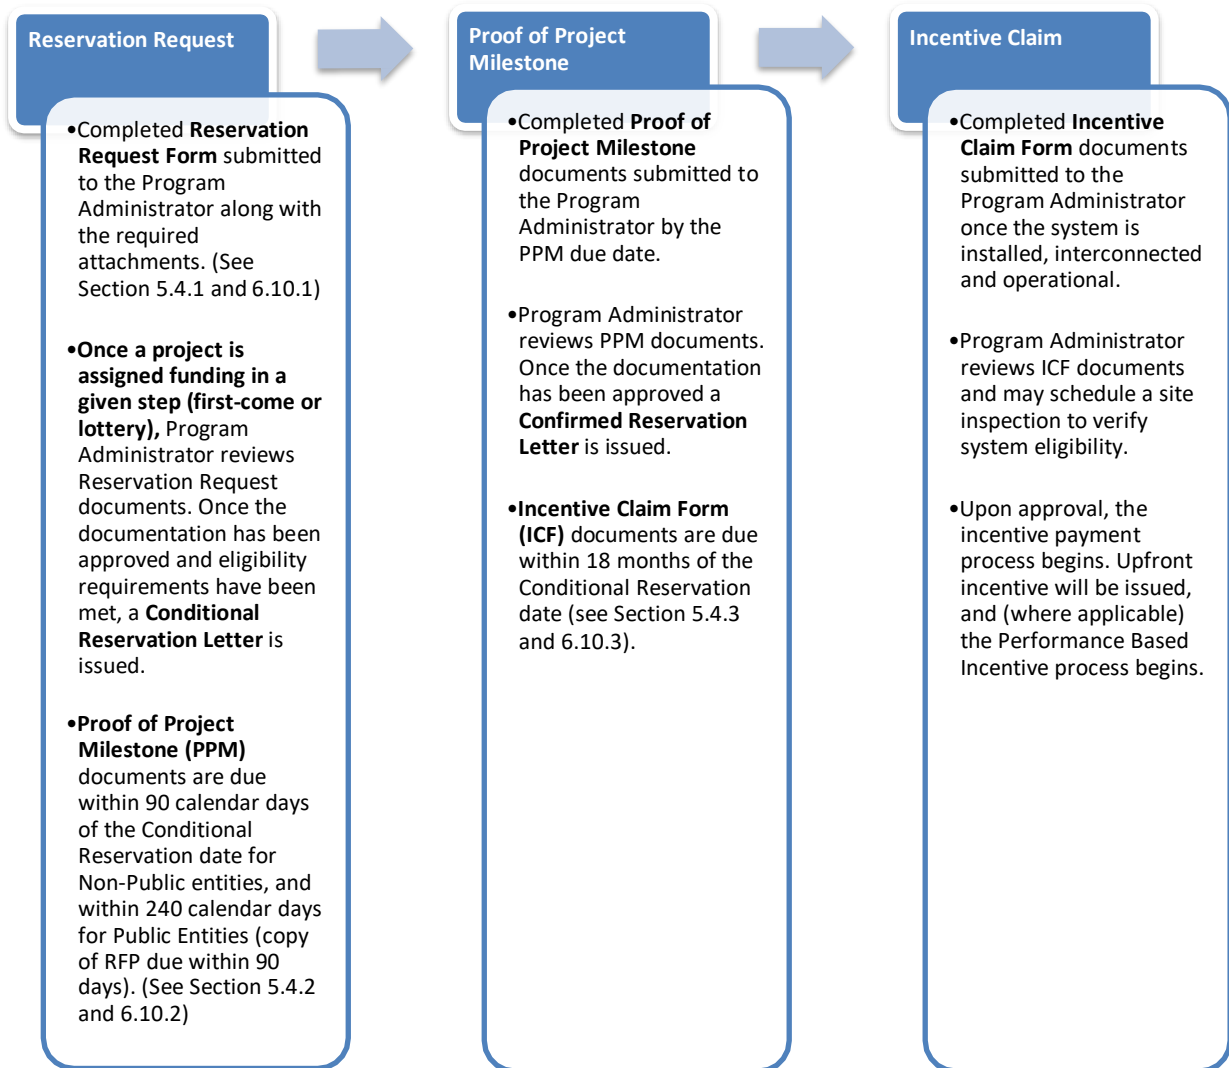 Reservation Request
•Completed Reservation
Request Form submitted
to the Program
Administrator along with
the required
attachments. (See
Section 5.4.1 and 6.10.1)
•Once a project is
assigned funding in a
given step (first-come or
lottery), Program
Administrator reviews
Reservation Request
documents. Once the
documentation has been
approved and eligibility
requirements have been
met, a Conditional
Reservation Letter is
issued.
•Proof of Project
Milestone (PPM)
documents are due
within 90 calendar days
of the Conditional
Reservation date for
Non-Public entities, and
within 240 calendar days
for Public Entities (copy
of RFP due within 90
days). (See Section 5.4.2
and 6.10.2)
Proof of Project
Milestone
•Completed Proof of
Project Milestone
documents submitted to
the Program
Administrator by the
PPM due date.
•Program Administrator
reviews PPM documents.
Once the documentation
has been approved a
Confirmed Reservation
Letter is issued.
•Incentive Claim Form
(ICF) documents are due
within 18 months of the
Conditional Reservation
date (see Section 5.4.3
and 6.10.3).
Incentive Claim
•Completed Incentive
Claim Form documents
submitted to the
Program Administrator
once the system is
installed, interconnected
and operational.
•Program Administrator
reviews ICF documents
and may schedule a site
inspection to verify
system eligibility.
•Upon approval, the
incentive payment
process begins. Upfront
incentive will be issued,
and (where applicable)
the Performance Based
Incentive process begins.